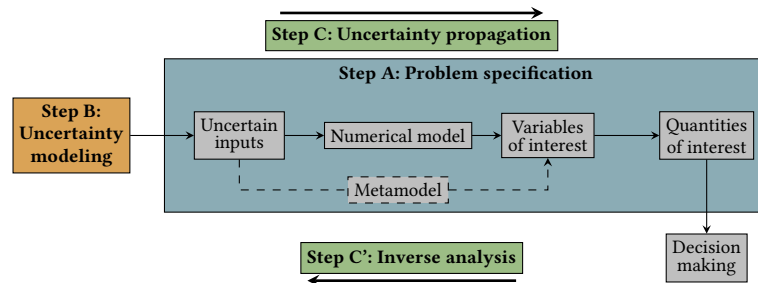 Step C: Uncertainty propagation
Step A: Problem specification
Step B:
Uncertainty
modeling
Uncertain
inputs
Numerical model
Variables
of interest
Quantities
of interest
Metamodel
Step C’: Inverse analysis
Decision
making